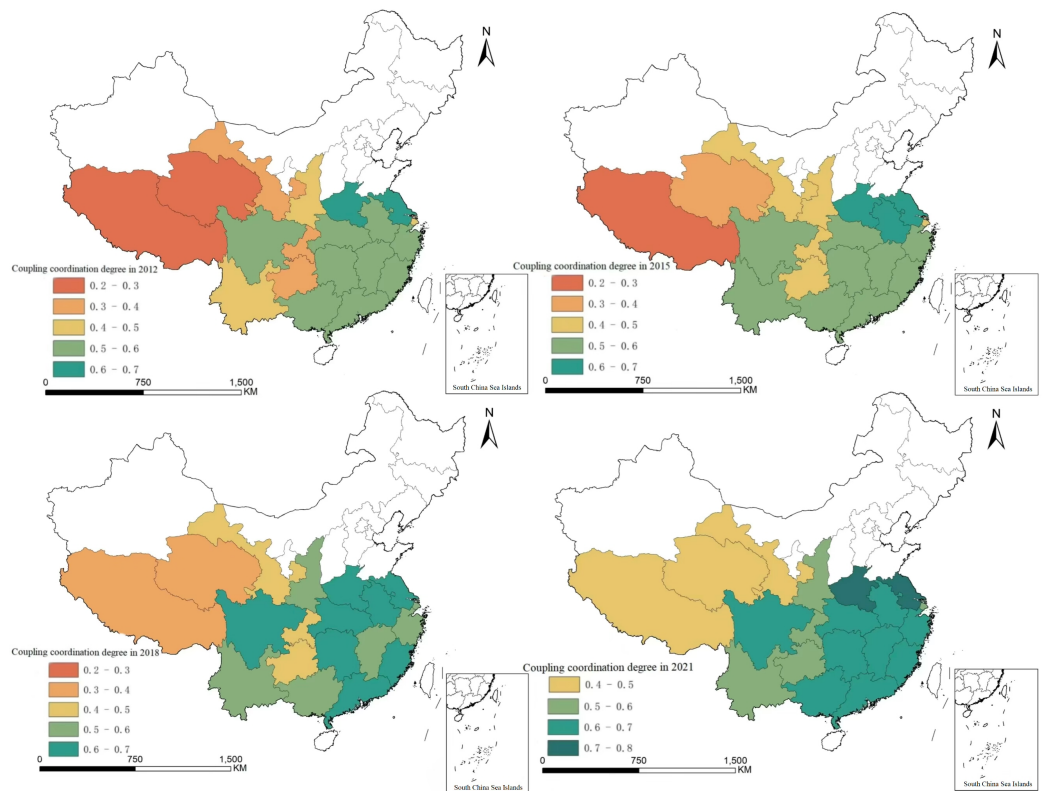 N
Coupling coordination degree in 2012
0.2 - 0.3
0.3 - 0.4
0.4 - 0.5
0.5 - 0.6
0.6 - 0.7
0 750 1,500
KM
South China Sea Islands
N
Coupling coordination degree in 2015
0.2 - 0.3
0.3 - 0.4
0.4 - 0.5
0.5 - 0.6
0.6 - 0.7
0 750 1,500
KM
South China Sea Islands
N
Coupling coordination degree in 2018
0.2 - 0.3
0.3 - 0.4
0.4 - 0.5
0.5 - 0.6
0.6 - 0.7
0 750 1,500
KM
South China Sea Islands
N
Coupling coordination degree in 2021
0.4 - 0.5
0.5 - 0.6
0.6 - 0.7
0.7 - 0.8
0 750 1,500
KM
South China Sea Islands